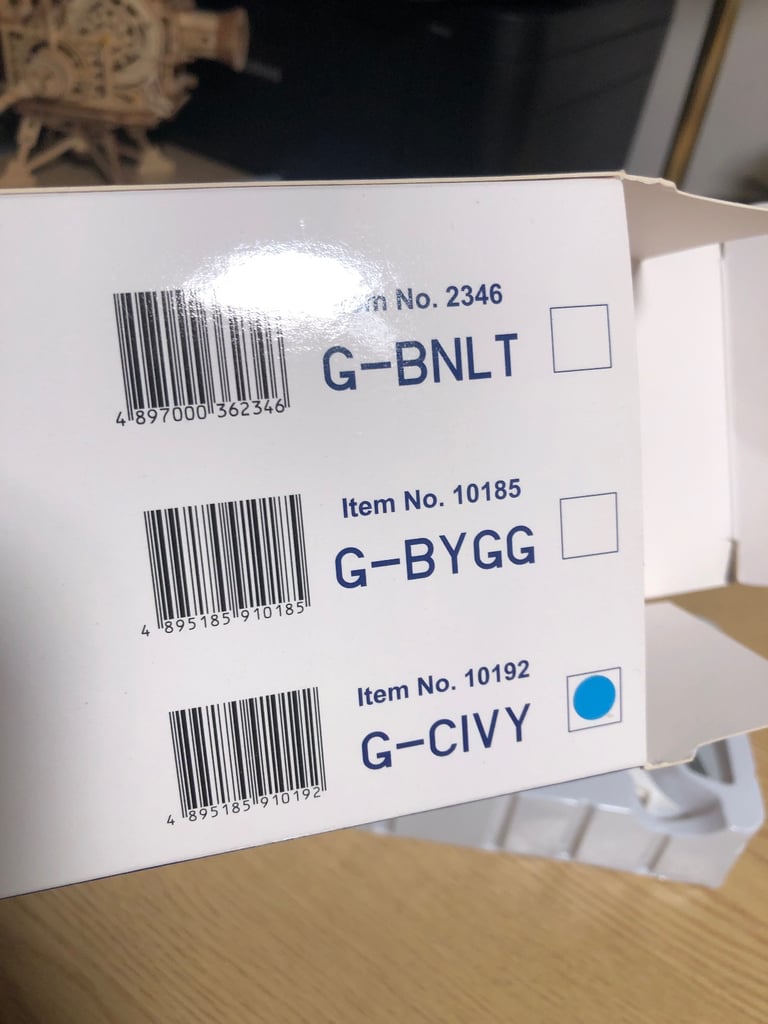 No. 2346
G-BNLT
4 897000 362346
Item No. 10185
G-BYGG
4 895185 910185
Item No. 10192
G-CIVY
4 895185 910192